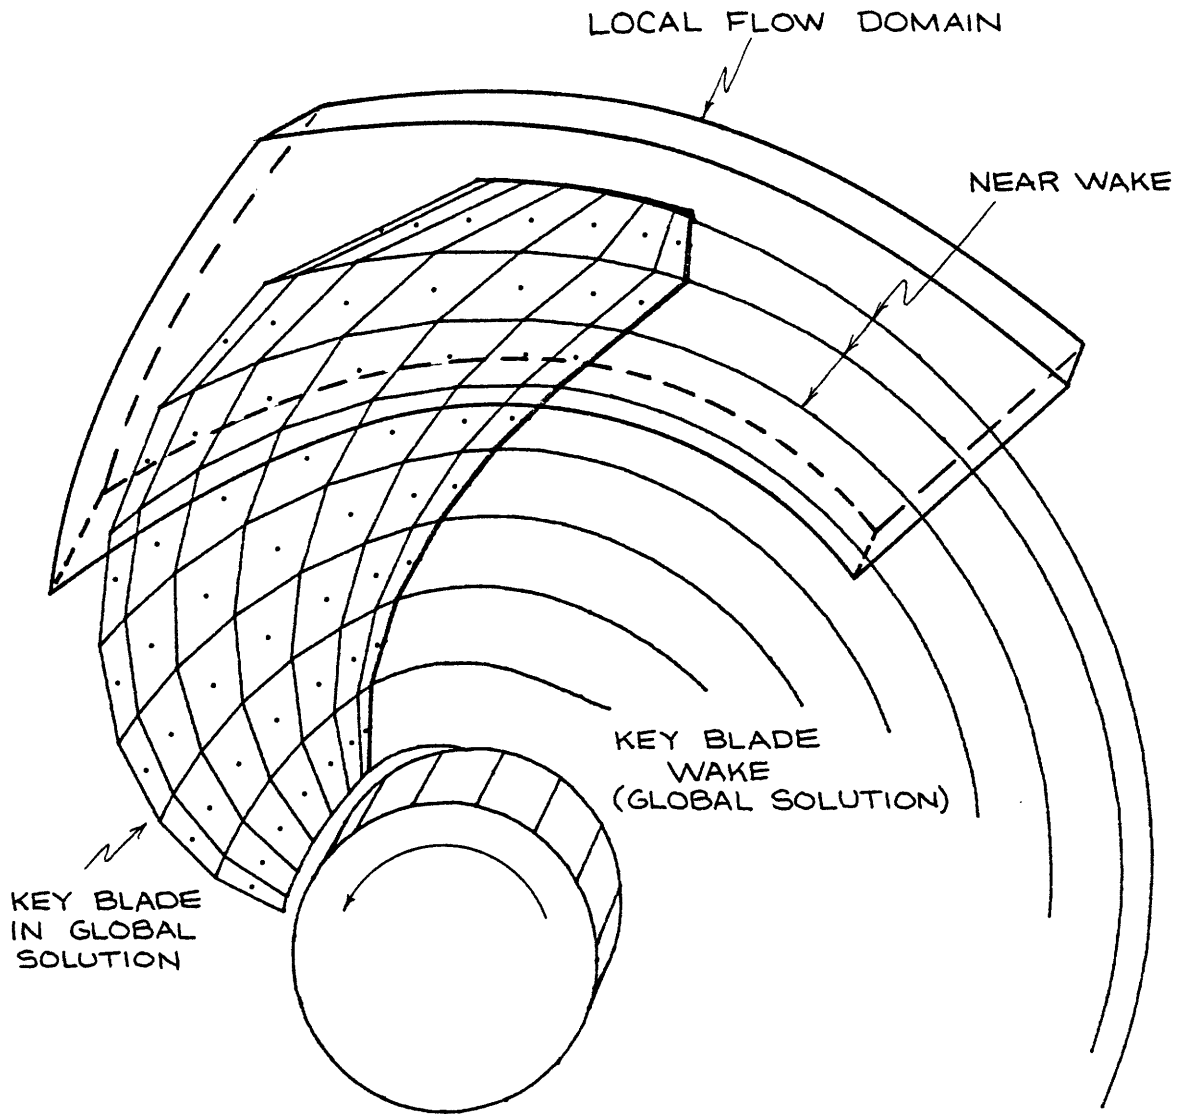 LOCAL FLOW DOMAIN
NEAR WAKE
KEY BLADE
WAKE
(GLOBAL SOLUTION)
KEY BLADE
IN GLOBAL
SOLUTION